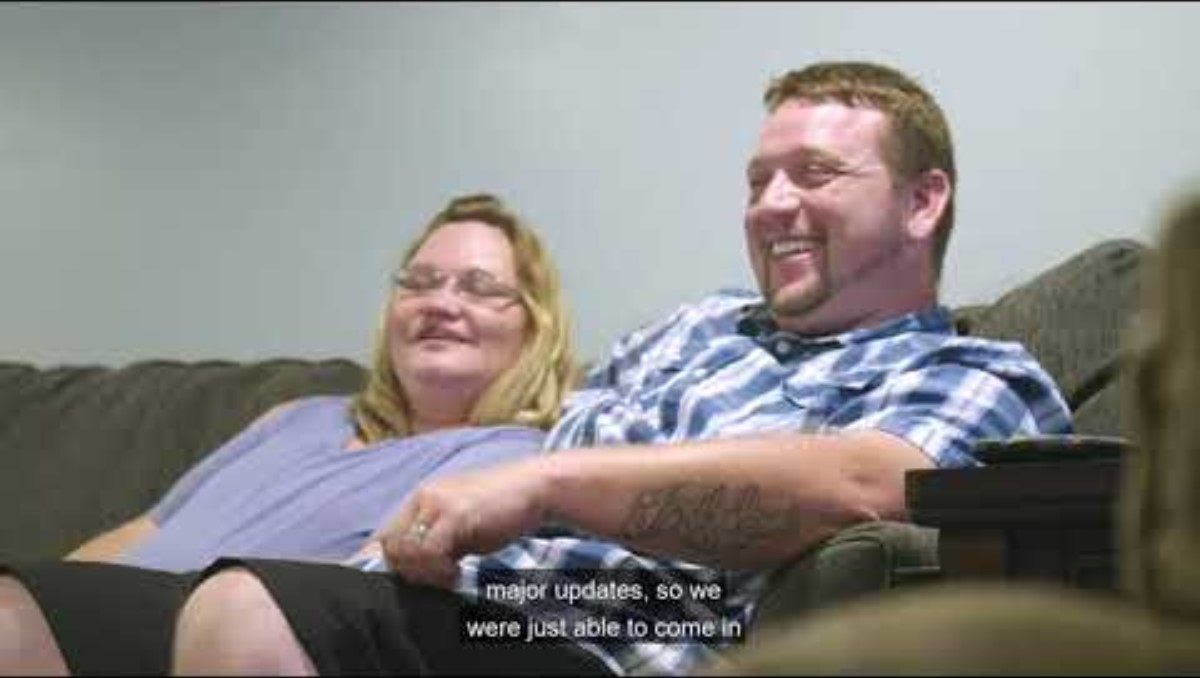 major updates, so we
were just able to come in